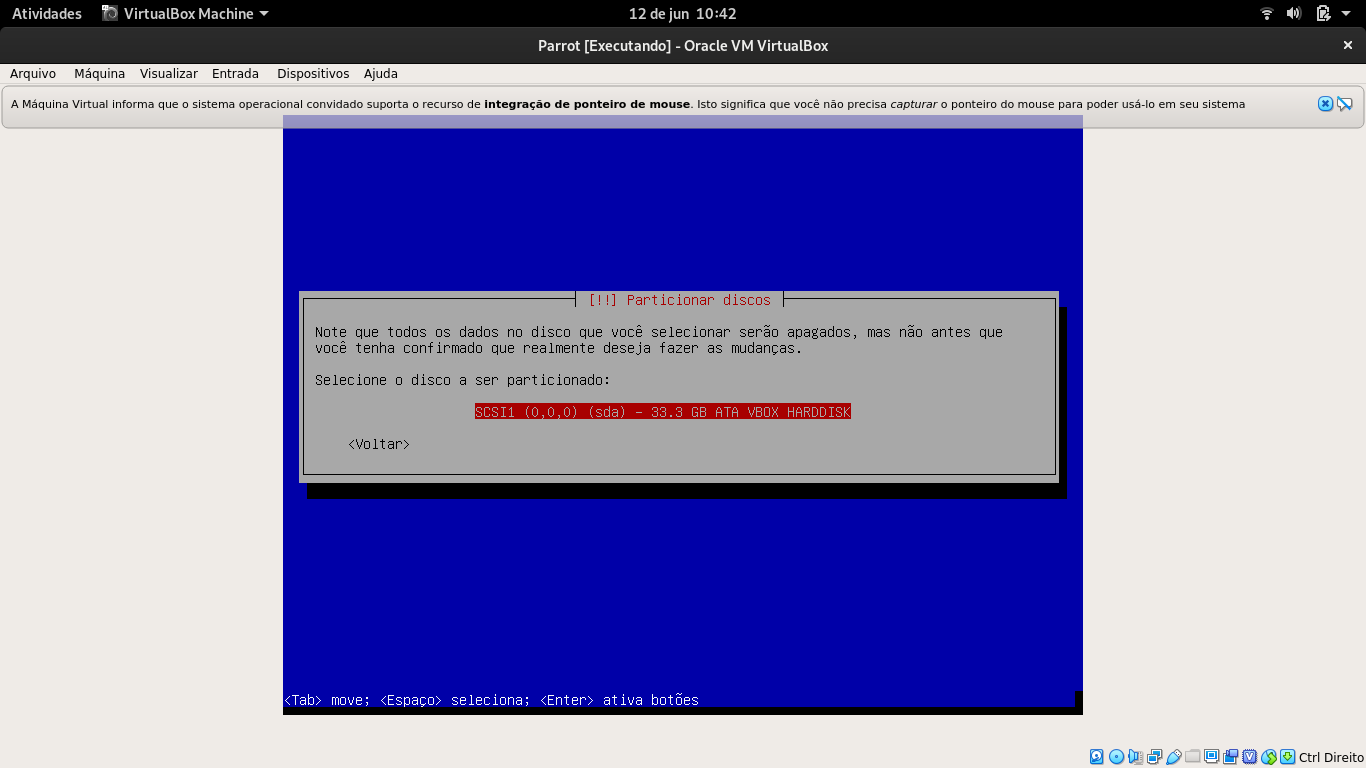 Atividades VirtualBox Machine 12 de jun 10:42
Parrot [Executando] - Oracle VM VirtualBox
Arquivo Máquina Visualizar Entrada Dispositivos Ajuda
A Máquina Virtual informa que o sistema operacional convidado suporta o recurso de integração de ponteiro de mouse. Isto significa que você não precisa capturar o ponteiro do mouse para poder usá-lo em seu sistema
[!!] Particionar discos
Note que todos os dados no disco que você selecionar serão apagados, mas não antes que
você tenha confirmado que realmente deseja fazer as mudanças.
Selecione o disco a ser particionado:
SCSI1 (0,0,0) (sda) - 33.3 GB ATA VBOX HARDDISK
<Voltar>
<Tab> move; <Espaço> seleciona; <Enter> ativa botões
Ctrl Direito